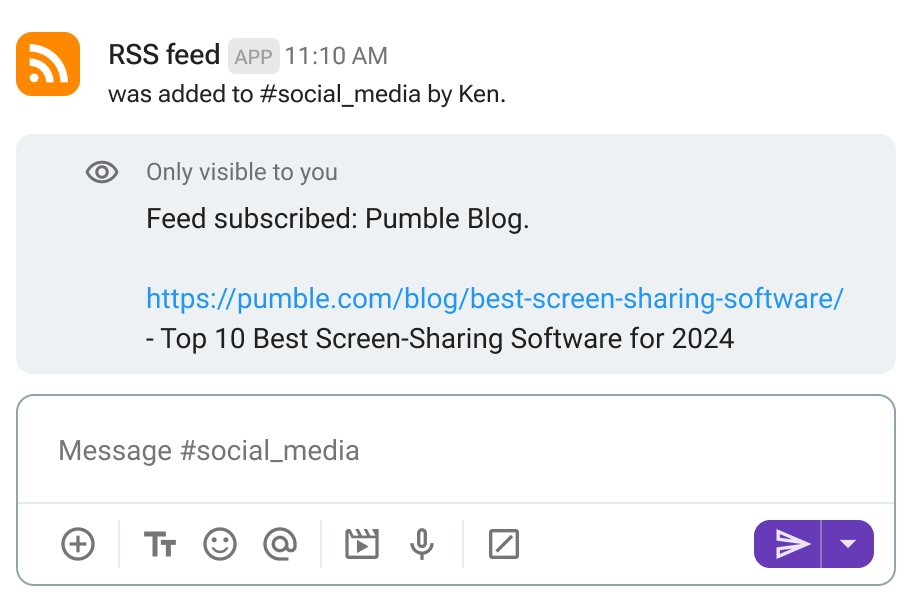 RSS feed APP 11:10 AM
was added to #social_media by Ken.
Only visible to you
Feed subscribed: Pumble Blog.
https://pumble.com/blog/best-screen-sharing-software/
- Top 10 Best Screen-Sharing Software for 2024
Message #social_media